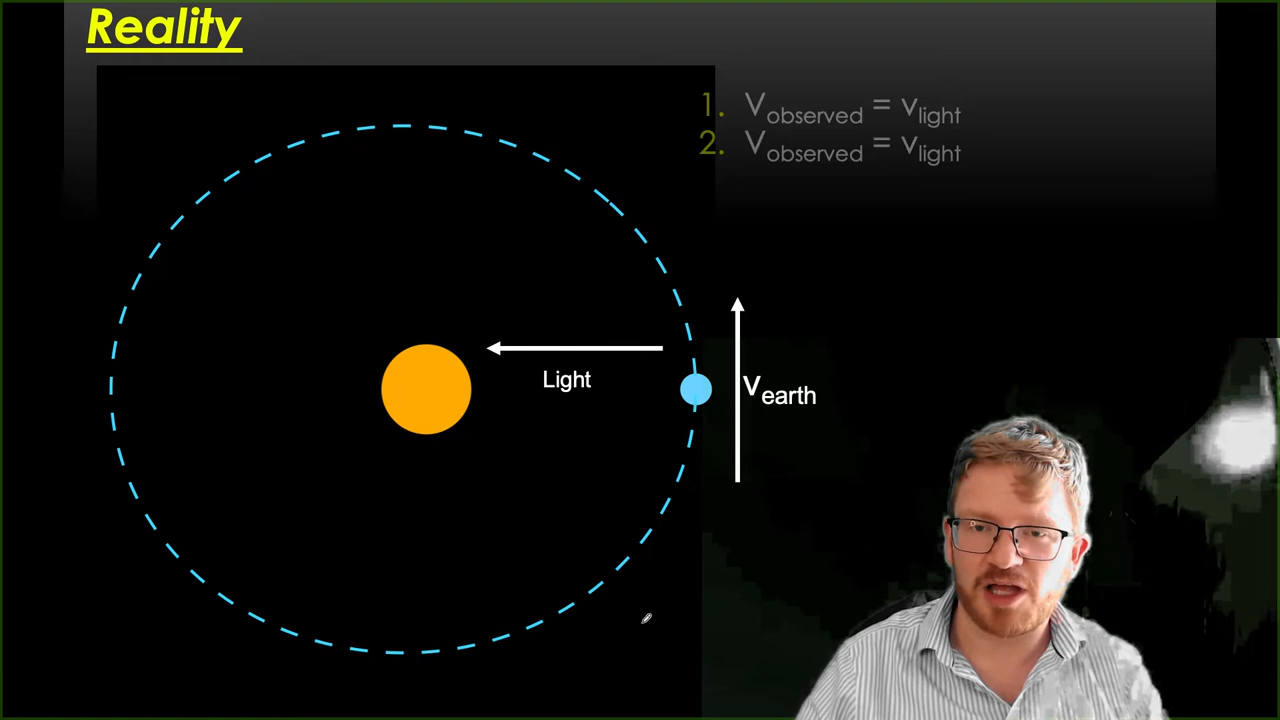 Reality
1. Vobserved = vlight
2. Vobserved = vlight
Light
vearth